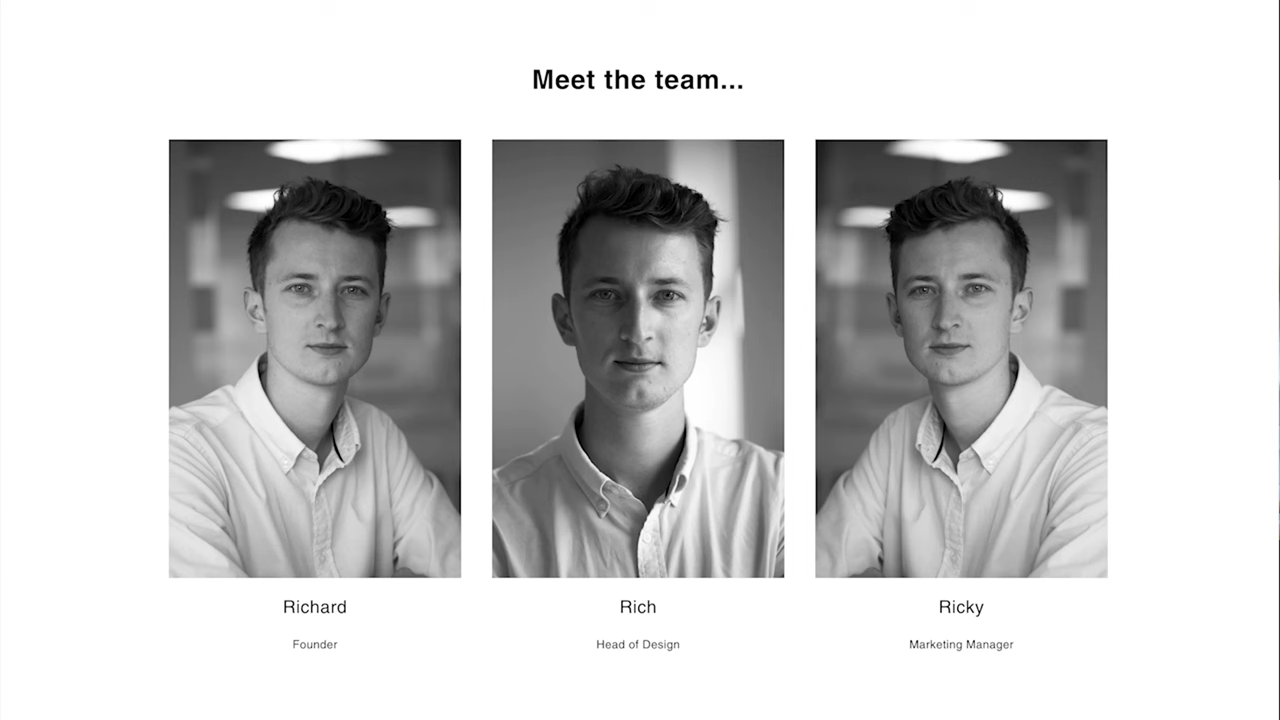 Meet the team...
Richard
Rich
Ricky
Founder
Head of Design
Marketing Manager